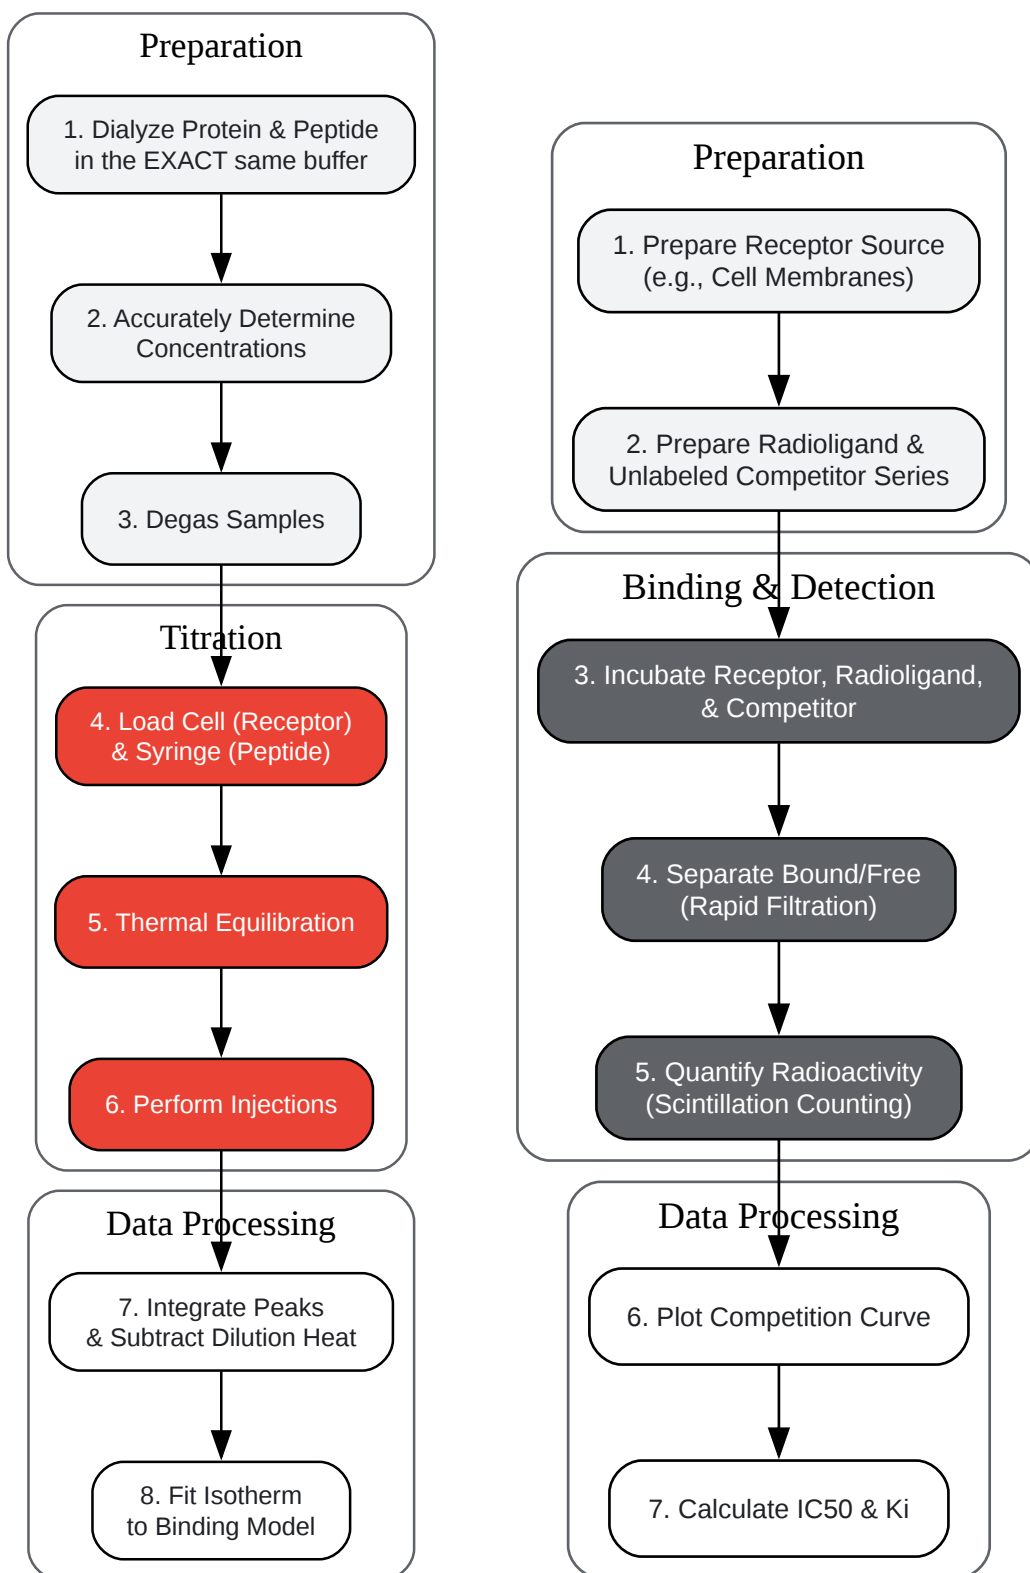 Preparation
1. Dialyze Protein & Peptide
in the EXACT same buffer
2. Accurately Determine
Concentrations
3. Degas Samples
Titration
4. Load Cell (Receptor)
& Syringe (Peptide)
5. Thermal Equilibration
6. Perform Injections
Data Processing
7. Integrate Peaks
& Subtract Dilution Heat
8. Fit Isotherm
to Binding Model
Preparation
1. Prepare Receptor Source
(e.g., Cell Membranes)
2. Prepare Radioligand &
Unlabeled Competitor Series
Binding & Detection
3. Incubate Receptor, Radioligand,
& Competitor
4. Separate Bound/Free
(Rapid Filtration)
5. Quantify Radioactivity
(Scintillation Counting)
Data Processing
6. Plot Competition Curve
7. Calculate IC50 & Ki